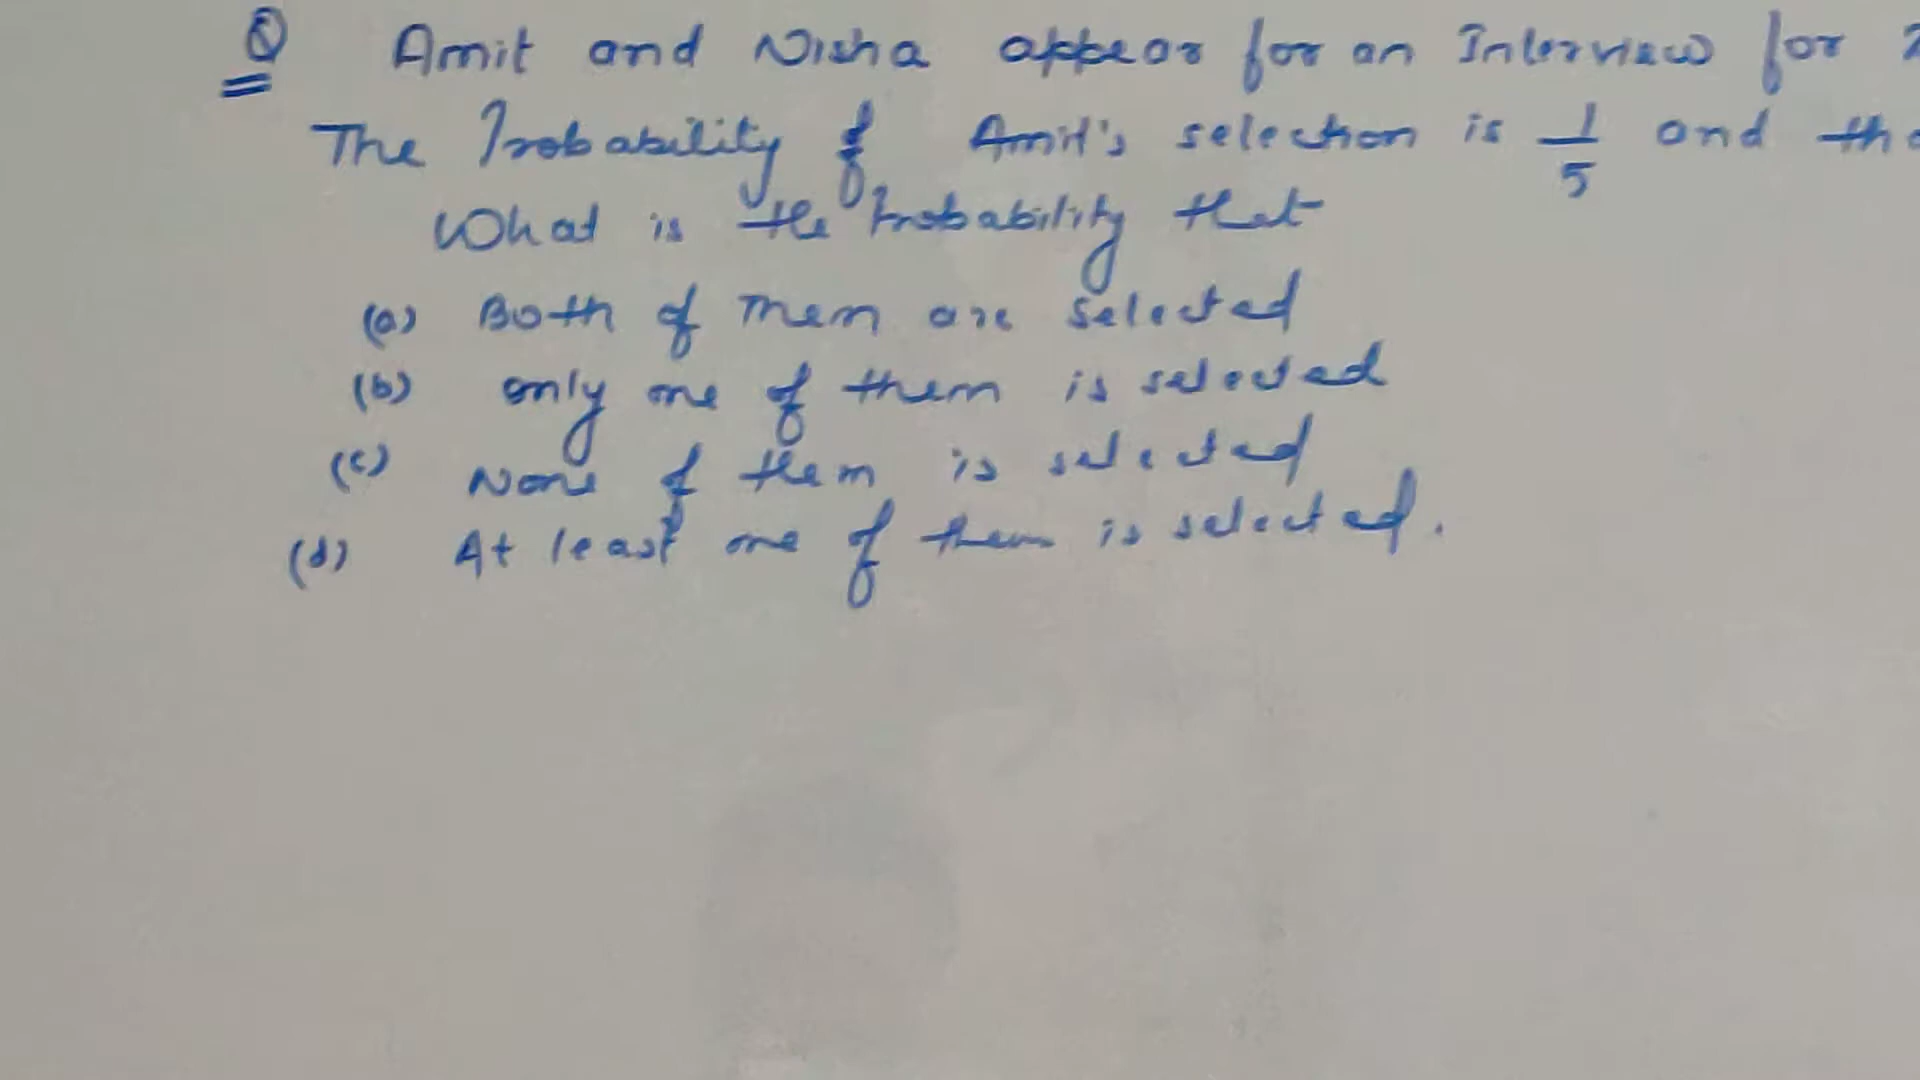 Q Amit and Nisha appear for an Interview for 2
The Probability of Amit's selection is 1/5 and tha
What is the Probability that
(a) Both of Them are selected
(b) only one of them is selected
(c) None of them is selected
(d) At least one of them is selected.